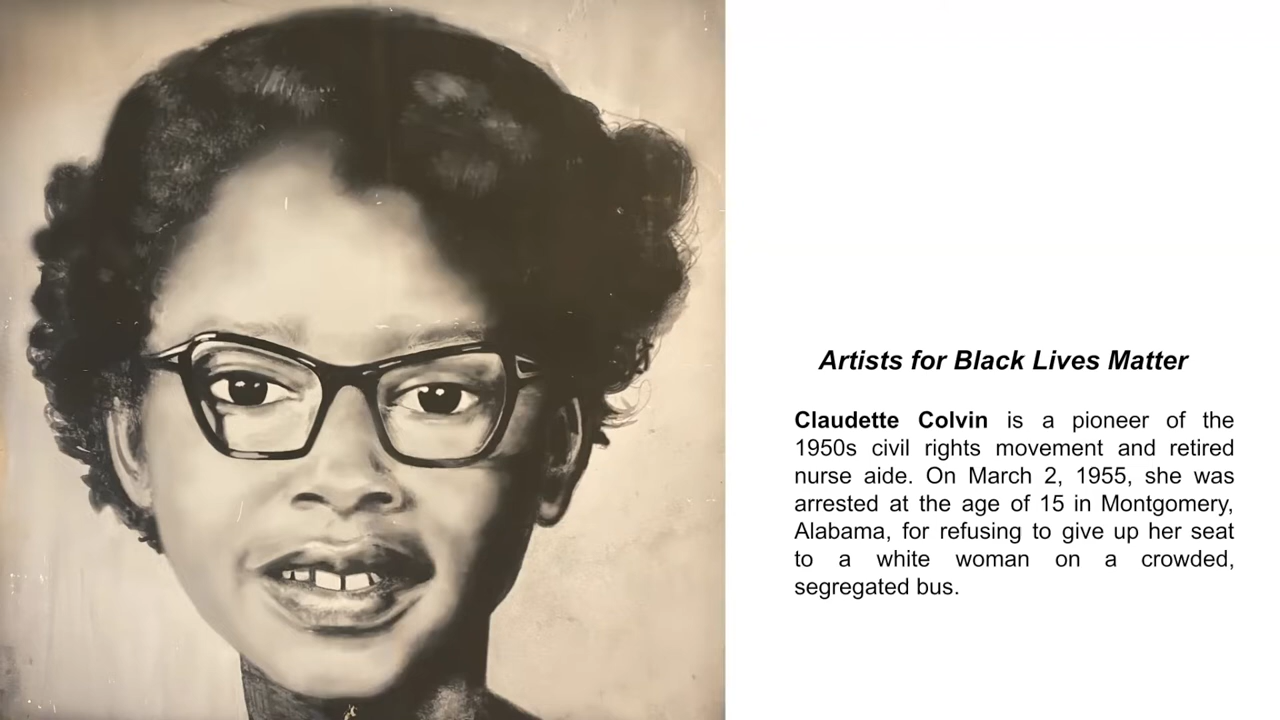 Artists for Black Lives Matter
Claudette Colvin is a pioneer of the
1950s civil rights movement and retired
nurse aide. On March 2, 1955, she was
arrested at the age of 15 in Montgomery,
Alabama, for refusing to give up her seat
to a white woman on a crowded,
segregated bus.